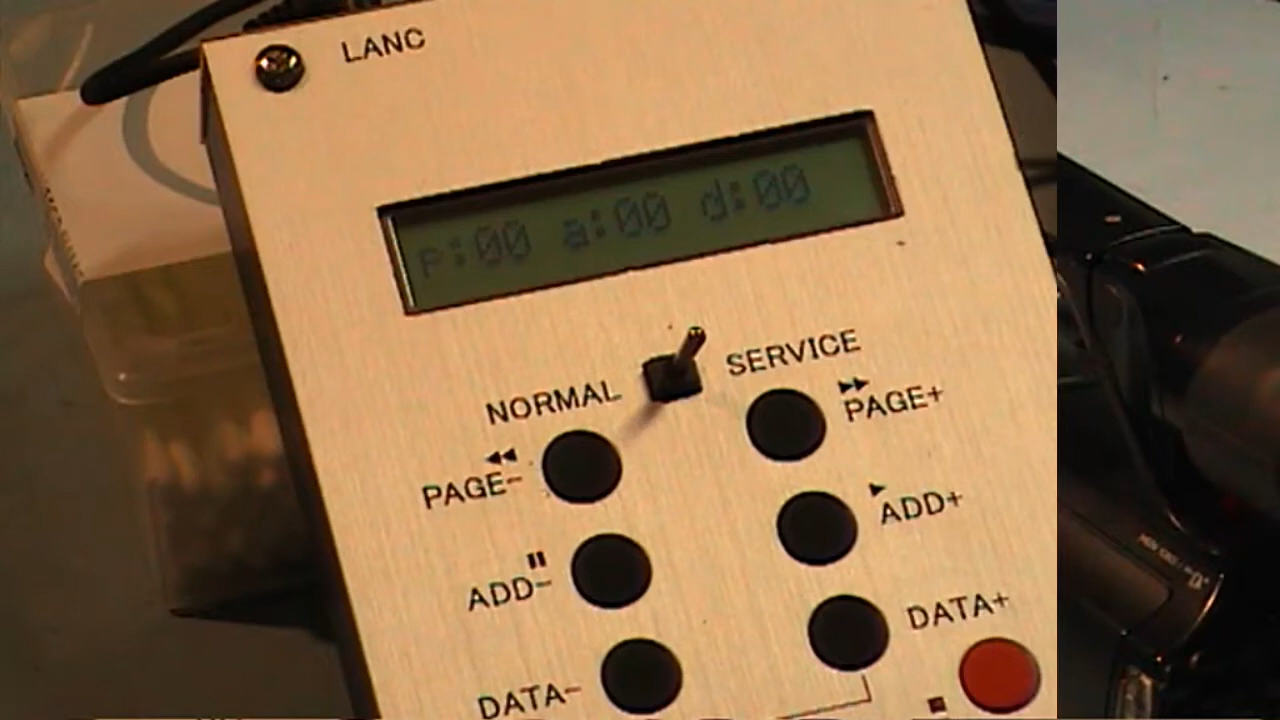 LANC
p:00 a:00 d:00
NORMAL
SERVICE
◀◀
PAGE-
▶▶
PAGE+
⏸
ADD-
▶
ADD+
DATA-
DATA+
■